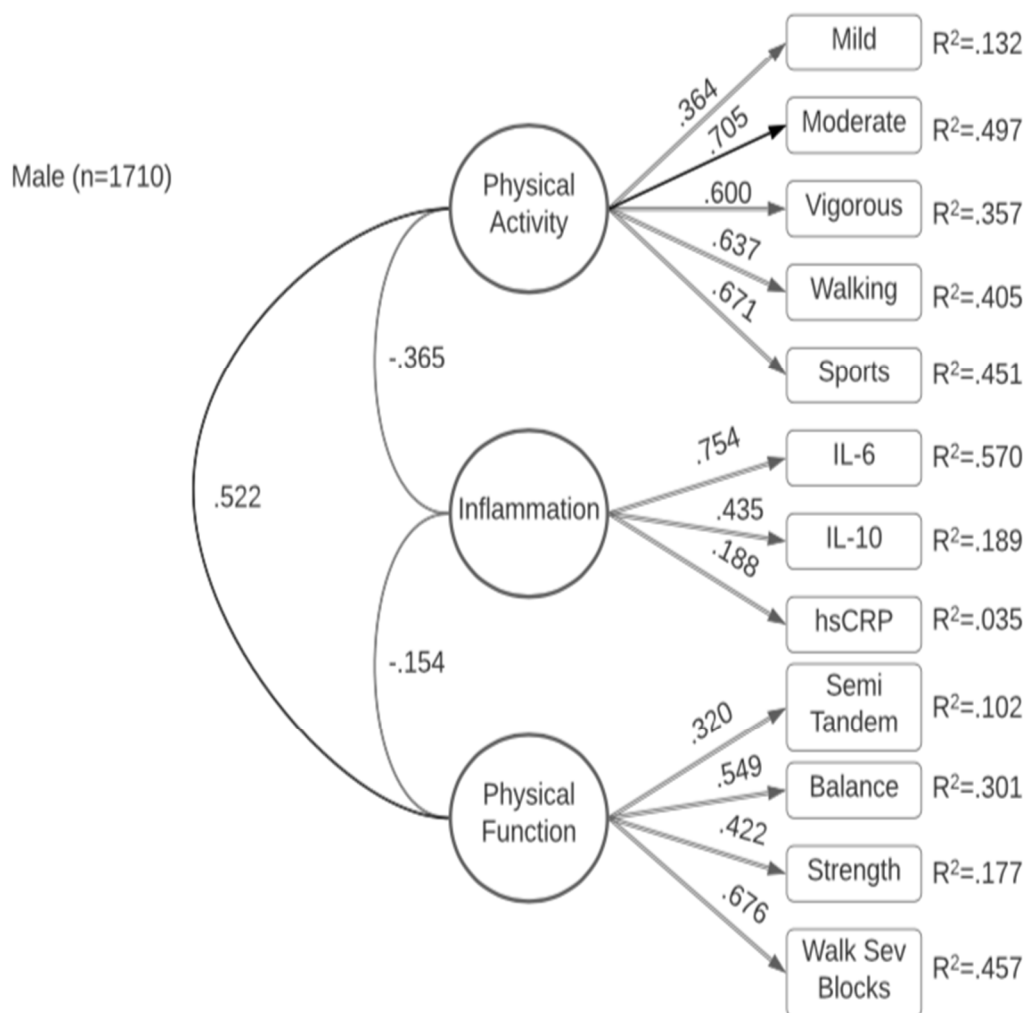 Male (n=1710)
Physical
Activity
Inflammation
Physical
Function
.522
-.365
-.154
.364
.705
.600
.637
.671
.754
.435
.188
.320
.549
.422
.676
Mild
R²=.132
Moderate
R²=.497
Vigorous
R²=.357
Walking
R²=.405
Sports
R²=.451
IL-6
R²=.570
IL-10
R²=.189
hsCRP
R²=.035
Semi
Tandem
R²=.102
Balance
R²=.301
Strength
R²=.177
Walk Sev
Blocks
R²=.457